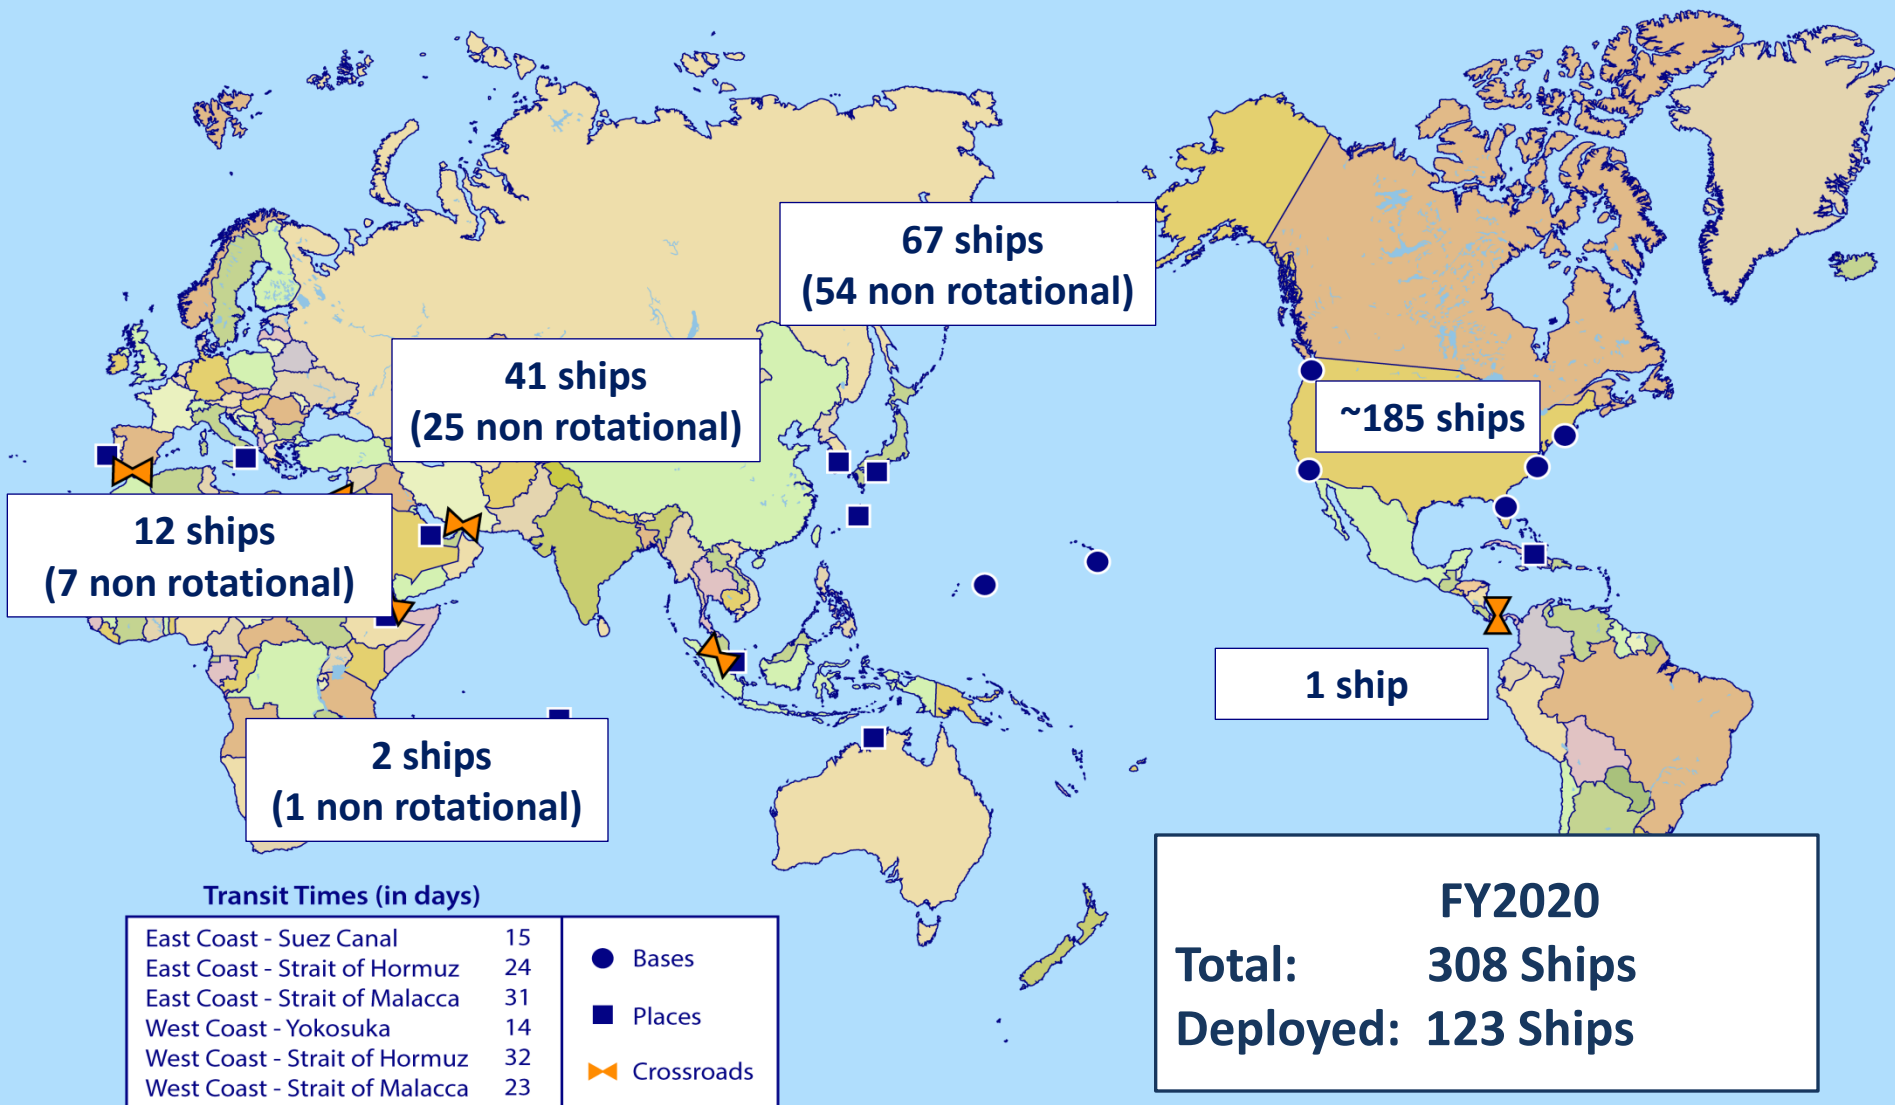 67 ships
(54 non rotational)
41 ships
(25 non rotational)
~185 ships
12 ships
(7 non rotational)
1 ship
2 ships
(1 non rotational)
Transit Times (in days)
East Coast - Suez Canal 15
East Coast - Strait of Hormuz 24
East Coast - Strait of Malacca 31
West Coast - Yokosuka 14
West Coast - Strait of Hormuz 32
West Coast - Strait of Malacca 23
Bases
Places
Crossroads
FY2020
Total: 308 Ships
Deployed: 123 Ships